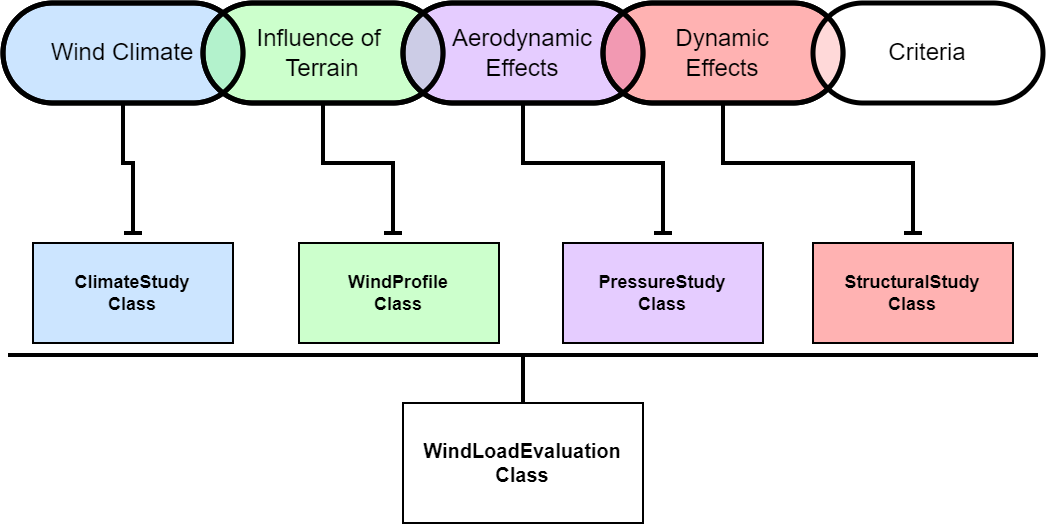 Wind Climate
Influence of
Terrain
Aerodynamic
Effects
Dynamic
Effects
Criteria
ClimateStudy
Class
WindProfile
Class
PressureStudy
Class
StructuralStudy
Class
WindLoadEvaluation
Class